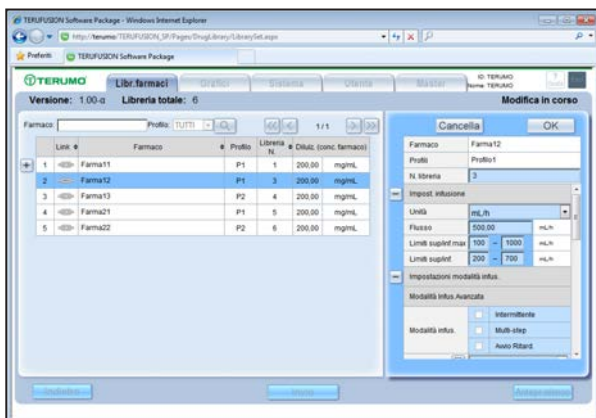 TERUFUSION Software Package - Windows Internet Explorer
http://terumo/TERUFUSION_SP/Pages/DrugLibrary/LibrarySet.aspx
Preferiti TERUFUSION Software Package
TERUMO Libr.farmaci Grafici Sistema Utente Master ID: TERUMO
Nome: TERUMO
Versione: 1.00-α Libreria totale: 6 Modifica in corso
Farmaco: Profilo: TUTTI 1/1 Cancella OK
Link Farmaco Profilo Libreria N. Diluiz. (conc. farmaco)
1 Farma11 P1 1 200,00 mg/mL
2 Farma12 P1 3 200,00 mg/mL
3 Farma13 P2 4 200,00 mg/mL
4 Farma21 P1 5 200,00 mg/mL
5 Farma22 P2 6 200,00 mg/mL
Farmaco Farma12
Profili Profilo1
N. libreria 3
Impost. infusione
Unità mL/h
Flusso 500,00 mL/h
Limiti sup/inf.max 100 ~ 1000 mL/h
Limiti sup/inf. 200 ~ 700 mL/h
Impostazioni modalità infus.
Modalità Infus.Avanzata
Modalità infus. Intermittente
Multi-step
Avvio Ritard.
Indietro